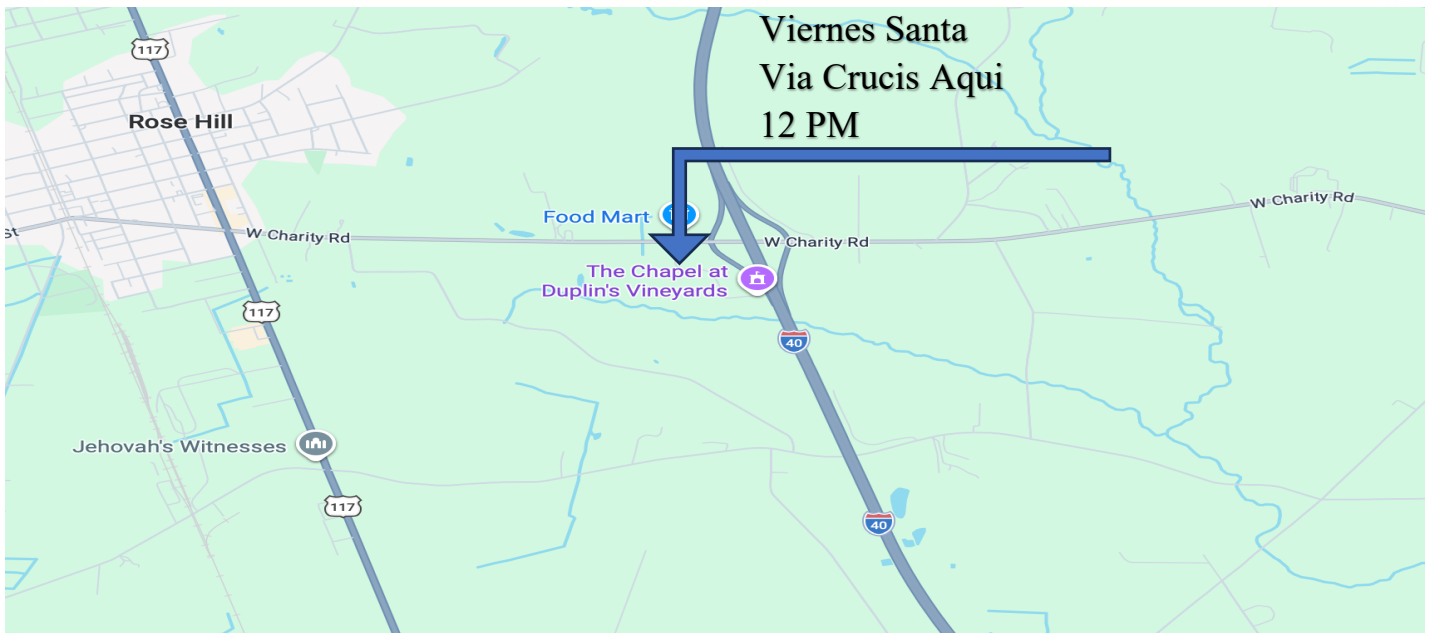 Viernes Santa
Via Crucis Aqui
12 PM
117
Rose Hill
Food Mart
W Charity Rd
St
W Charity Rd
W Charity Rd
The Chapel at
Duplin's Vineyards
117
40
Jehovah's Witnesses
117
40